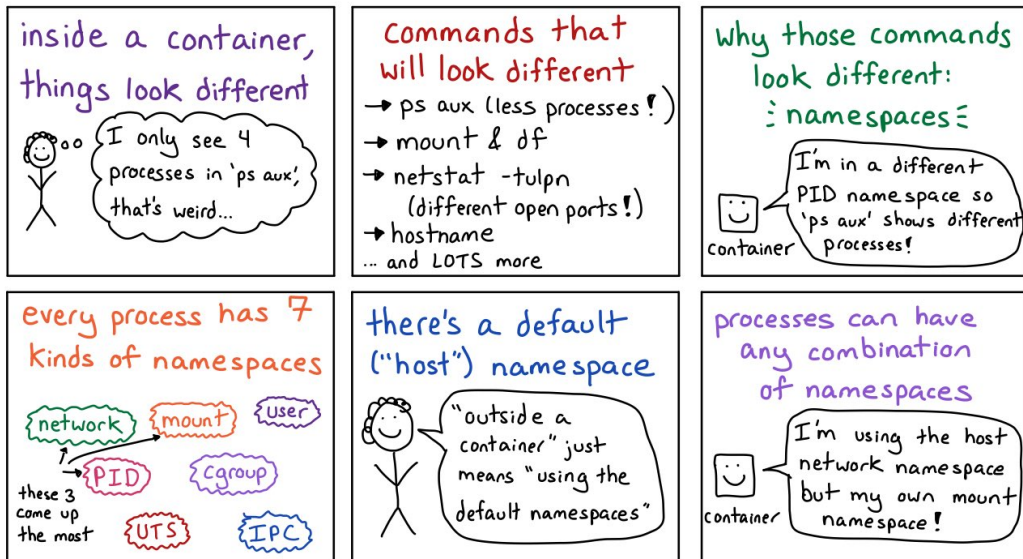 inside a container,
things look different
I only see 4
processes in 'ps aux',
that's weird...
Commands that
will look different
→ ps aux (less processes!)
→ mount & df
→ netstat -tulpn
(different open ports!)
→ hostname
... and LOTS more
why those commands
look different:
namespaces
I'm in a different
PID namespace so
'ps aux' shows different
processes!
container
every process has 7
kinds of namespaces
network
mount
user
PID
cgroup
these 3
come up
the most
UTS
IPC
there's a default
("host") namespace
"outside a
container" just
means "using the
default namespaces"
processes can have
any combination
of namespaces
I'm using the host
network namespace
but my own mount
namespace!
container